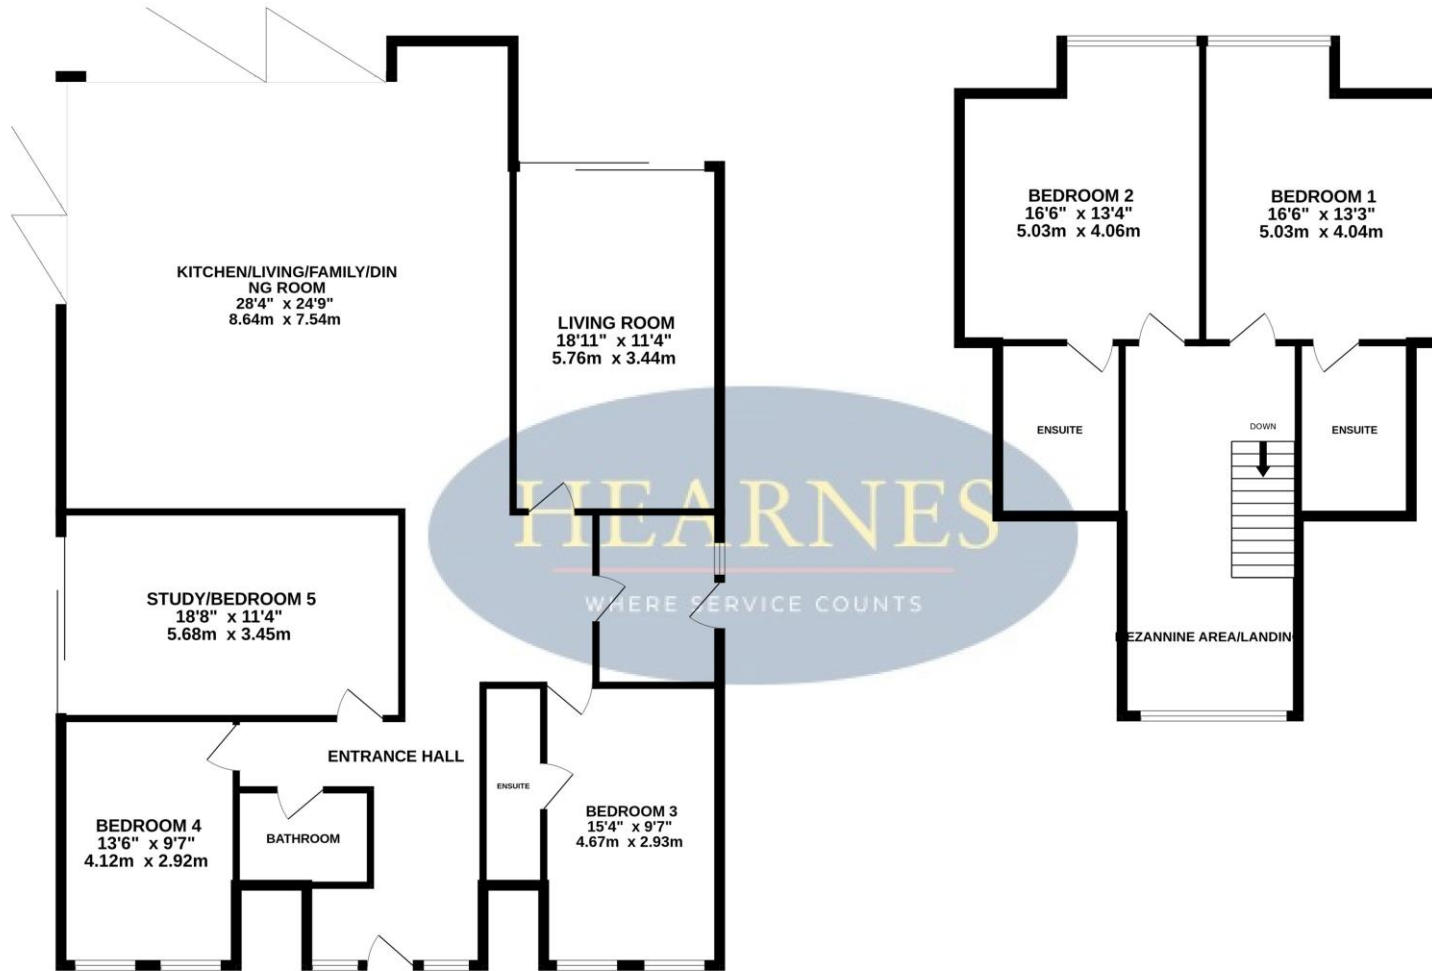 KITCHEN/LIVING/FAMILY/DIN
NG ROOM
28'4" x 24'9"
8.64m x 7.54m
LIVING ROOM
18'11" x 11'4"
5.76m x 3.44m
STUDY/BEDROOM 5
18'8" x 11'4"
5.68m x 3.45m
ENTRANCE HALL
BEDROOM 4
13'6" x 9'7"
4.12m x 2.92m
BATHROOM
ENSUITE
BEDROOM 3
15'4" x 9'7"
4.67m x 2.93m
HEARNES
WHERE SERVICE COUNTS
BEDROOM 2
16'6" x 13'4"
5.03m x 4.06m
BEDROOM 1
16'6" x 13'3"
5.03m x 4.04m
ENSUITE
DOWN
ENSUITE
EZANNINE AREA/LANDIN